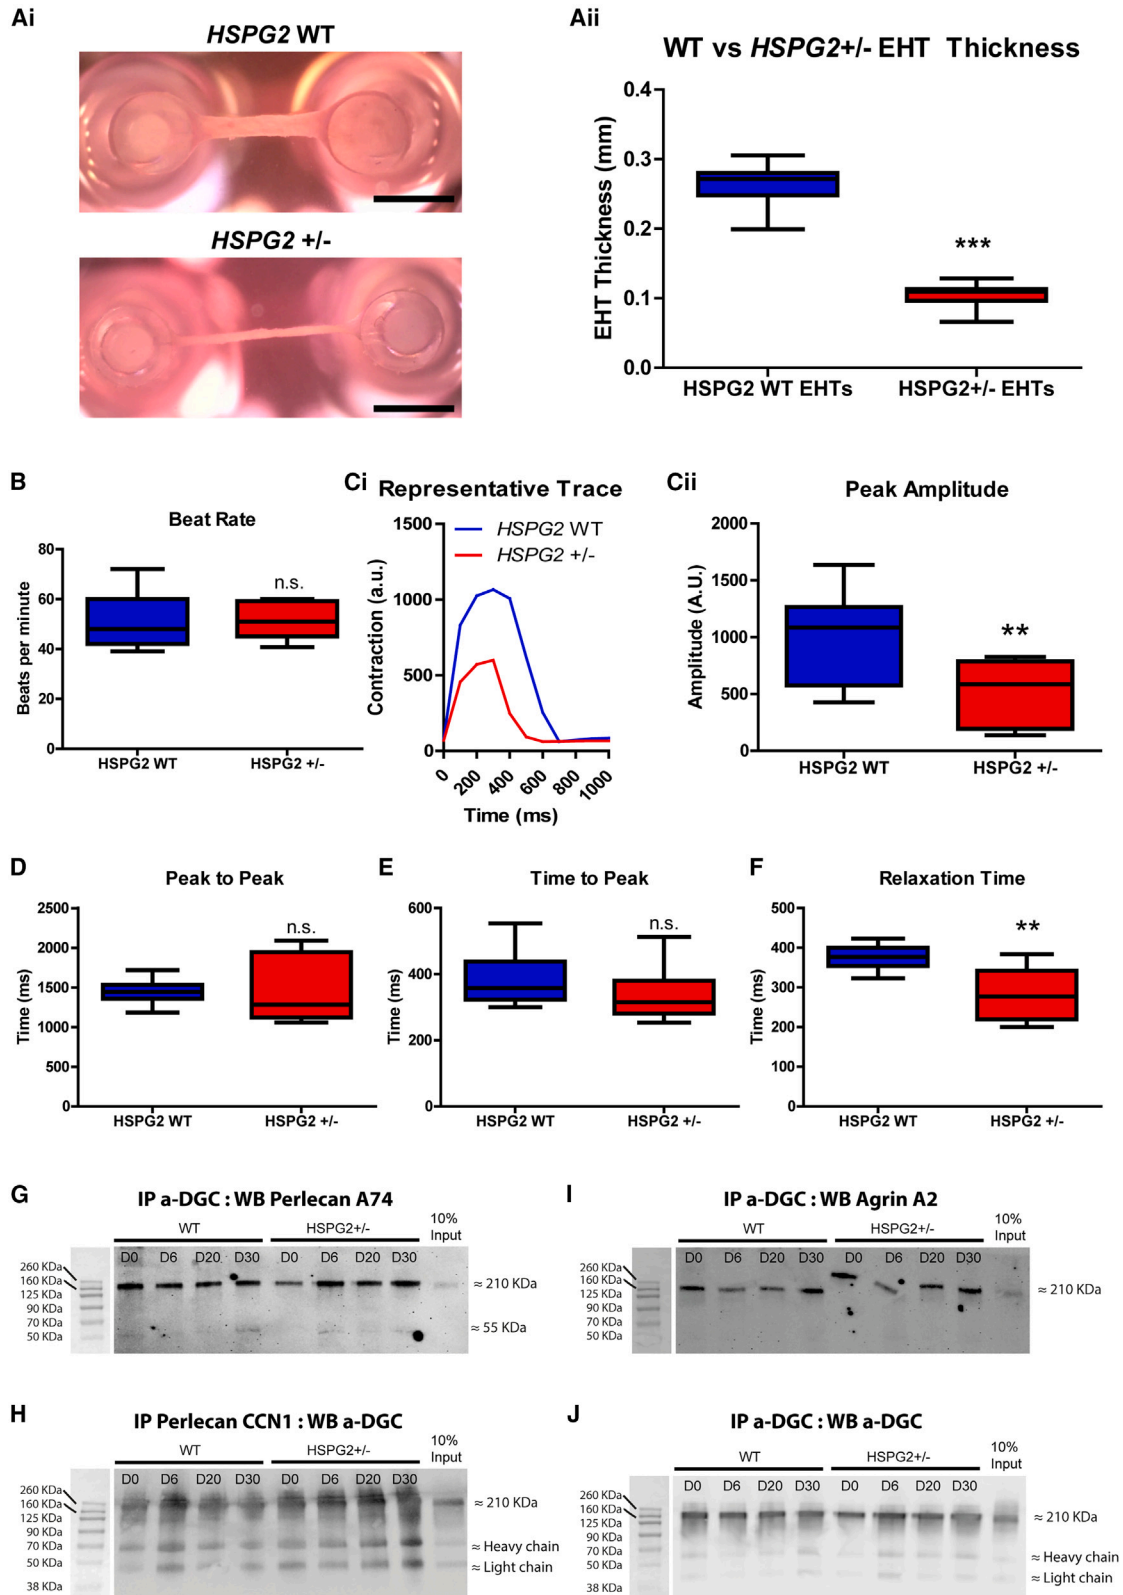 Ai
HSPG2 WT
HSPG2 +/-
Aii
WT vs HSPG2+/- EHT Thickness
EHT Thickness (mm)
0.4
0.3
0.2
0.1
0.0
***
HSPG2 WT EHTs
HSPG2+/- EHTs
B
Beat Rate
Beats per minute
80
60
40
20
0
n.s.
HSPG2 WT
HSPG2 +/-
Ci
Representative Trace
HSPG2 WT
HSPG2 +/-
Contraction (a.u.)
1500
1000
500
0
0 200 400 600 800 1000
Time (ms)
Cii
Peak Amplitude
Amplitude (A.U.)
2000
1500
1000
500
0
**
HSPG2 WT
HSPG2 +/-
D
Peak to Peak
Time (ms)
2500
2000
1500
1000
500
0
n.s.
HSPG2 WT
HSPG2 +/-
E
Time to Peak
Time (ms)
600
400
200
0
n.s.
HSPG2 WT
HSPG2 +/-
F
Relaxation Time
Time (ms)
500
400
300
200
100
0
**
HSPG2 WT
HSPG2 +/-
G
IP a-DGC : WB Perlecan A74
WT
HSPG2+/-
10%
Input
D0 D6 D20 D30 D0 D6 D20 D30
260 KDa
160 KDa
125 KDa
90 KDa
70 KDa
50 KDa
≈ 210 KDa
≈ 55 KDa
I
IP a-DGC : WB Agrin A2
WT
HSPG2+/-
10%
Input
D0 D6 D20 D30 D0 D6 D20 D30
260 KDa
160 KDa
125 KDa
90 KDa
70 KDa
50 KDa
≈ 210 KDa
H
IP Perlecan CCN1 : WB a-DGC
WT
HSPG2+/-
10%
Input
D0 D6 D20 D30 D0 D6 D20 D30
260 KDa
160 KDa
125 KDa
90 KDa
70 KDa
50 KDa
38 KDa
≈ 210 KDa
≈ Heavy chain
≈ Light chain
J
IP a-DGC : WB a-DGC
WT
HSPG2+/-
10%
Input
D0 D6 D20 D30 D0 D6 D20 D30
260 KDa
160 KDa
125 KDa
90 KDa
70 KDa
50 KDa
38 KDa
≈ 210 KDa
≈ Heavy chain
≈ Light chain